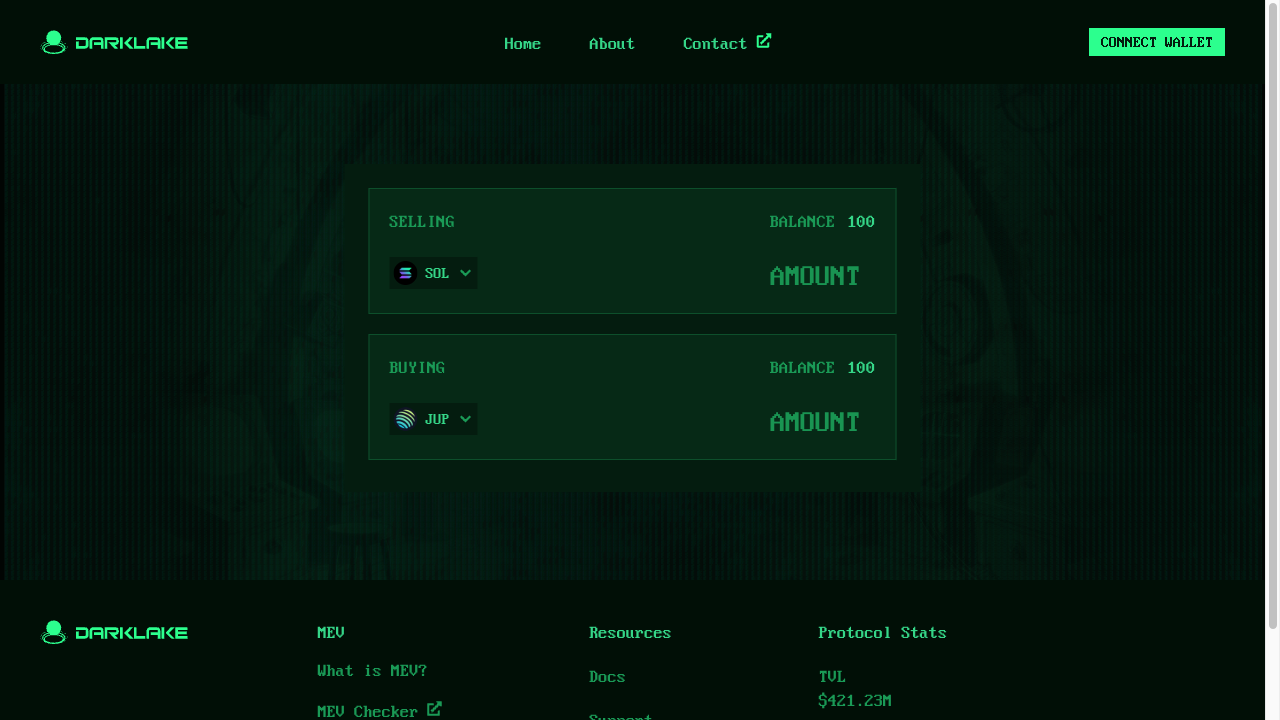 DARKLAKE
Home
About
Contact
CONNECT WALLET
SELLING
BALANCE 100
SOL
AMOUNT
BUYING
BALANCE 100
JUP
AMOUNT
DARKLAKE
MEV
What is MEV?
MEV Checker
Resources
Docs
Support
Protocol Stats
TVL
$421.23M